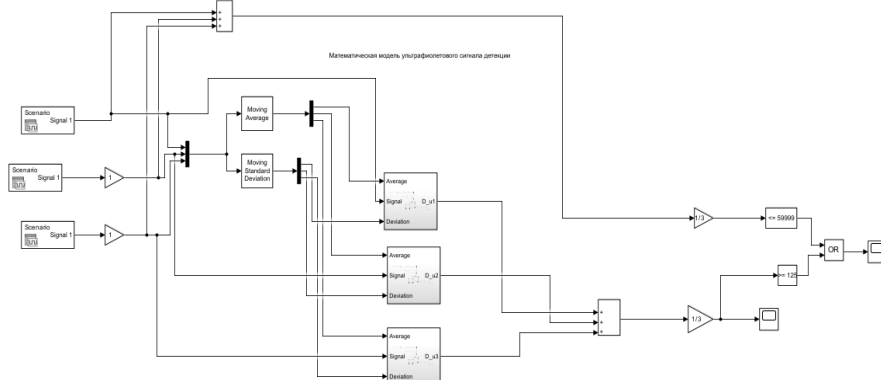 +
+
+
Математическая модель ультрафиолетового сигнала детекции
Scenario
Signal 1
Moving
Average
Scenario
Signal 1
1
Moving
Standard
Deviation
Average
Signal
Deviation
D_u1
Scenario
Signal 1
1
1/3
<= 59999
OR
Average
Signal
Deviation
D_u2
>= 125
+
+
+
1/3
Average
Signal
Deviation
D_u3